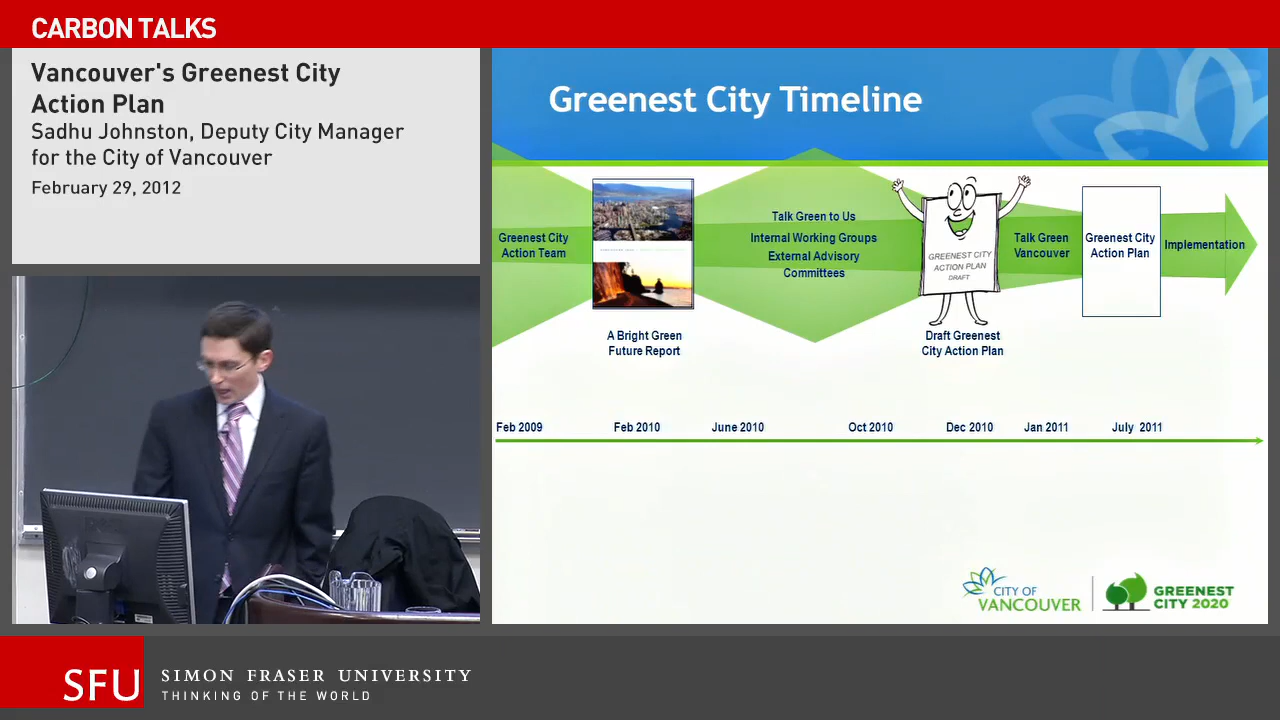 CARBON TALKS
Vancouver's Greenest City
Action Plan
Sadhu Johnston, Deputy City Manager
for the City of Vancouver
February 29, 2012
Greenest City Timeline
Greenest City
Action Team
Talk Green to Us
Internal Working Groups
External Advisory
Committees
GREENEST CITY
ACTION PLAN
DRAFT
Talk Green
Vancouver
Greenest City
Action Plan
Implementation
A Bright Green
Future Report
Draft Greenest
City Action Plan
Feb 2009
Feb 2010
June 2010
Oct 2010
Dec 2010
Jan 2011
July 2011
CITY OF
VANCOUVER
GREENEST
CITY 2020
SFU
SIMON FRASER UNIVERSITY
THINKING OF THE WORLD